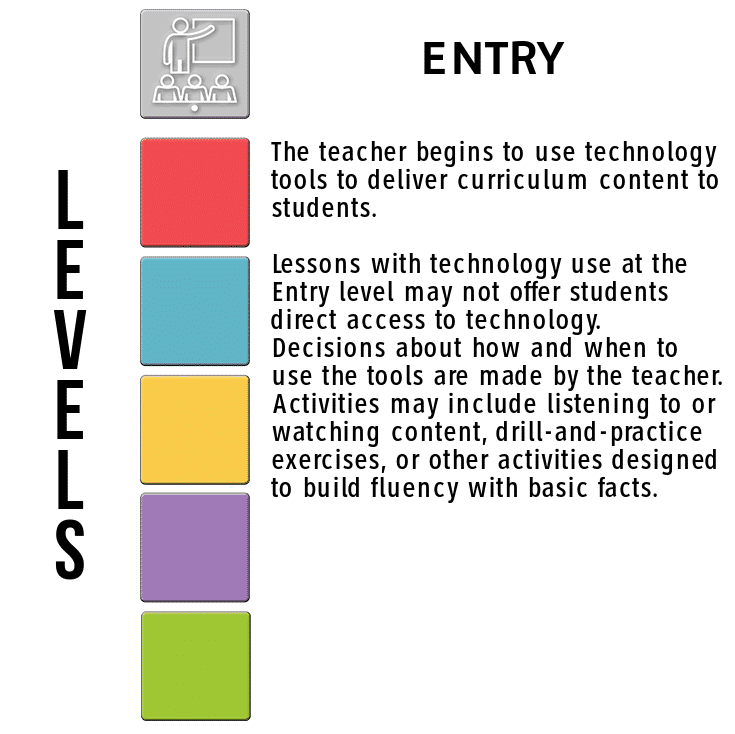 ENTRY
LEVELS
The teacher begins to use technology
tools to deliver curriculum content to
students.
Lessons with technology use at the
Entry level may not offer students
direct access to technology.
Decisions about how and when to
use the tools are made by the teacher.
Activities may include listening to or
watching content, drill-and-practice
exercises, or other activities designed
to build fluency with basic facts.